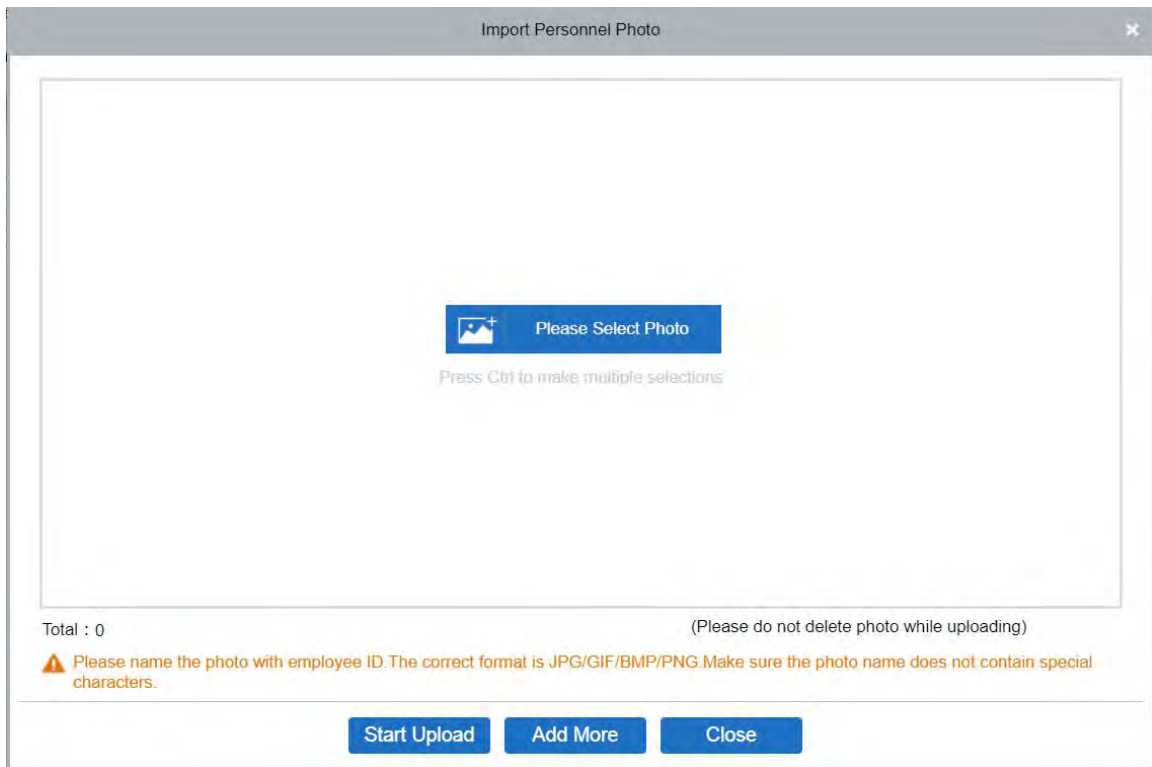 Import Personnel Photo
Please Select Photo
Press Ctrl to make multiple selections
Total : 0
(Please do not delete photo while uploading)
Please name the photo with employee ID.The correct format is JPG/GIF/BMP/PNG.Make sure the photo name does not contain special
characters.
Start Upload Add More Close